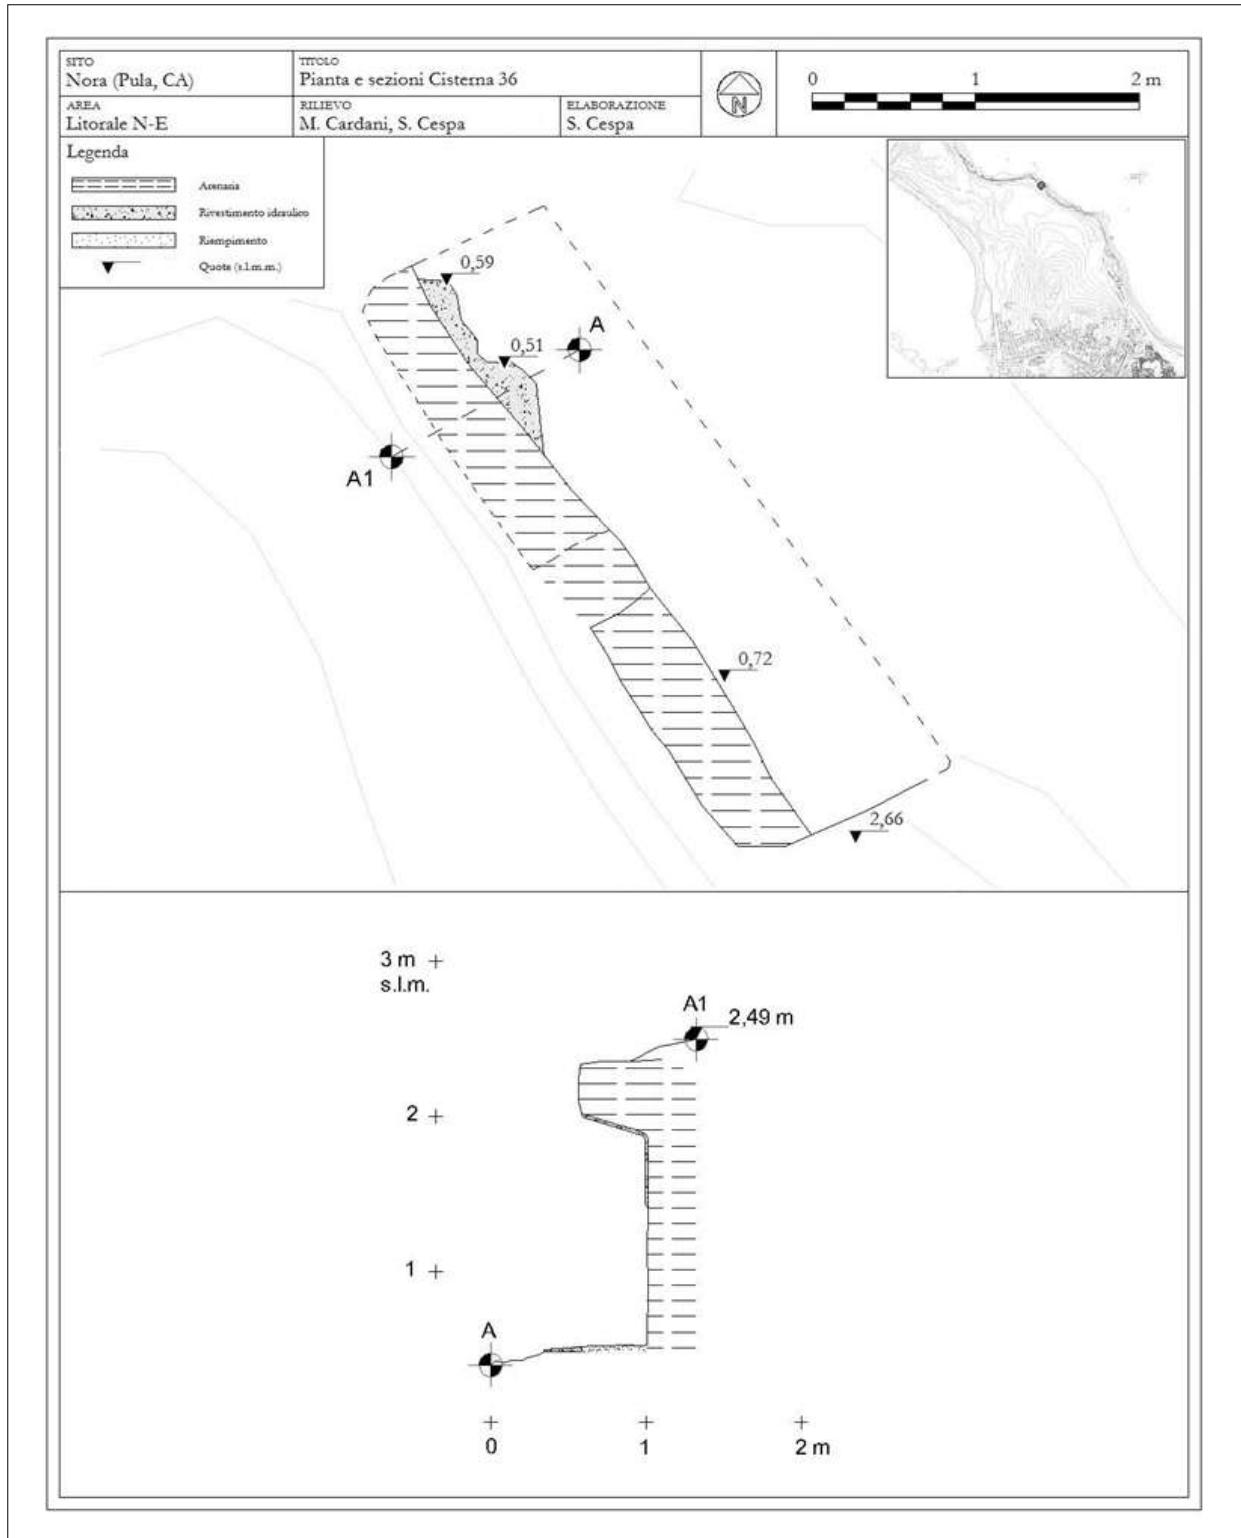 SITO
Nora (Pula, CA)
TITOLO
Pianta e sezioni Cisterna 36
AREA
Litorale N-E
RILIEVO
M. Cardani, S. Cespa
ELABORAZIONE
S. Cespa
N
0 1 2 m
Legenda
Arenaria
Rivestimento idraulico
Riempimento
Quote (s.l.m.m.)
0,59
A
0,51
A1
0,72
2,66
3 m
s.l.m.
A1
2,49 m
2
1
A
0 1 2 m